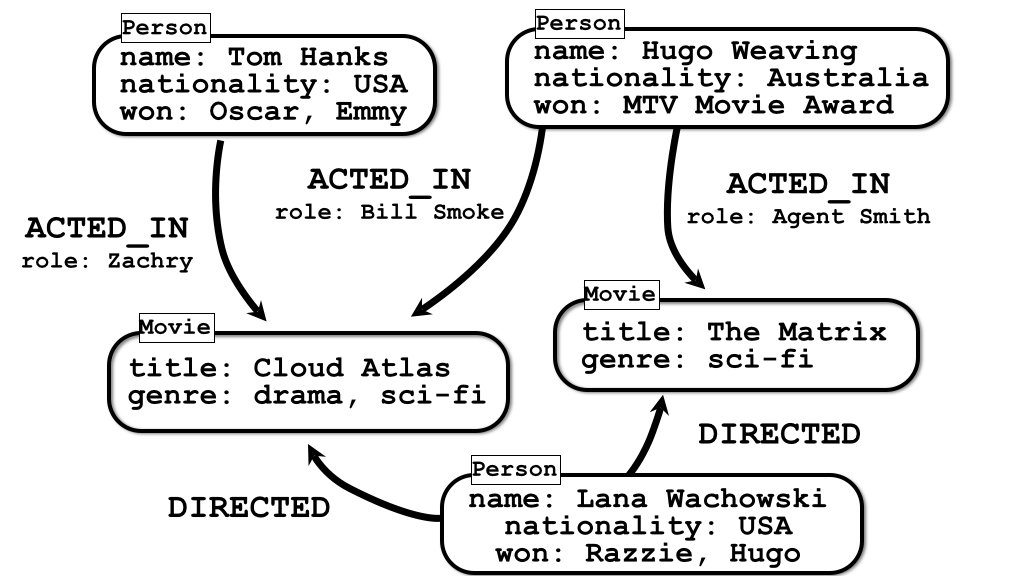 Person
name: Tom Hanks
nationality: USA
won: Oscar, Emmy
Person
name: Hugo Weaving
nationality: Australia
won: MTV Movie Award
ACTED_IN
role: Zachry
ACTED_IN
role: Bill Smoke
ACTED_IN
role: Agent Smith
Movie
title: Cloud Atlas
genre: drama, sci-fi
Movie
title: The Matrix
genre: sci-fi
DIRECTED
DIRECTED
Person
name: Lana Wachowski
nationality: USA
won: Razzie, Hugo